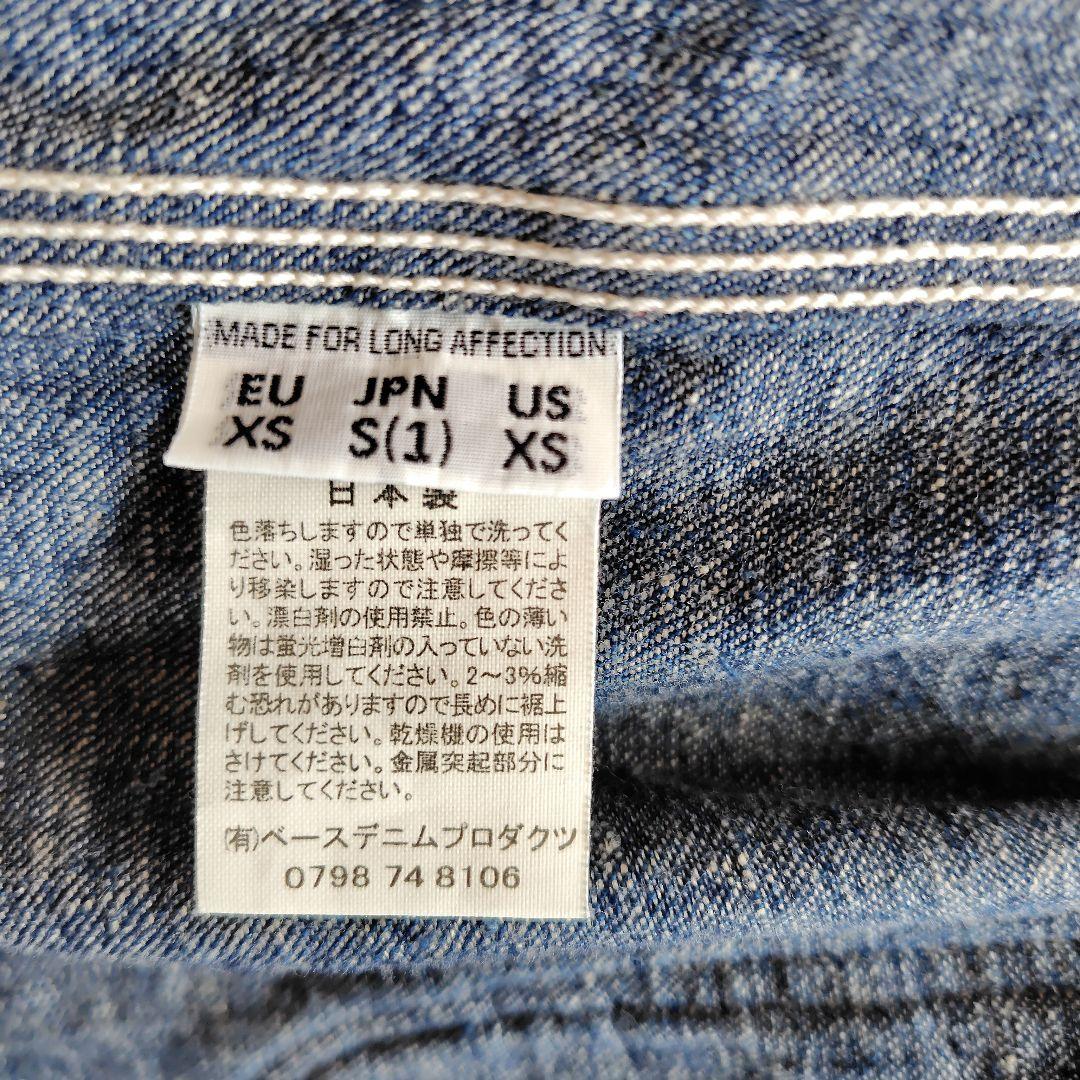 MADE FOR LONG AFFECTION
EU JPN US
XS S(1) XS
日本製
色落ちしますので単独で洗ってく
ださい。湿った状態や摩擦等によ
り移染しますので注意してくださ
い。漂白剤の使用禁止。色の薄い
物は蛍光増白剤の入っていない洗
剤を使用してください。2～3%縮
む恐れがありますので長めに裾上
げしてください。乾燥機の使用は
さけてください。金属突起部分に
注意してください。
(有)ベースデニムプロダクツ
0798 74 8106